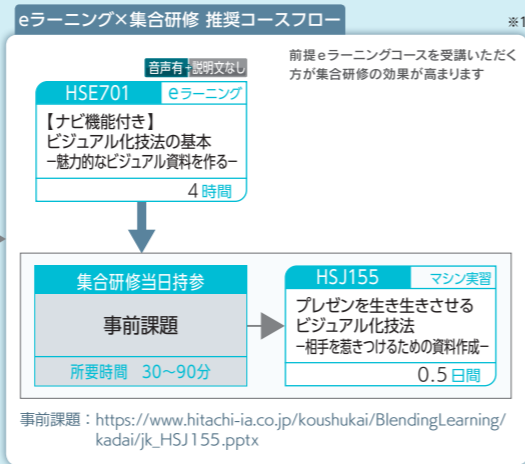 eラーニング×集合研修 推奨コースフロー
※1
前提eラーニングコースを受講いただく
方が集合研修の効果が高まります
音声有+説明文なし
HSE701 eラーニング
【ナビ機能付き】
ビジュアル化技法の基本
−魅力的なビジュアル資料を作る−
4時間
集合研修当日持参
事前課題
所要時間 30〜90分
HSJ155 マシン実習
プレゼンを生き生きさせる
ビジュアル化技法
−相手を惹きつけるための資料作成−
0.5日間
事前課題：https://www.hitachi-ia.co.jp/koushukai/BlendingLearning/
kadai/jk_HSJ155.pptx